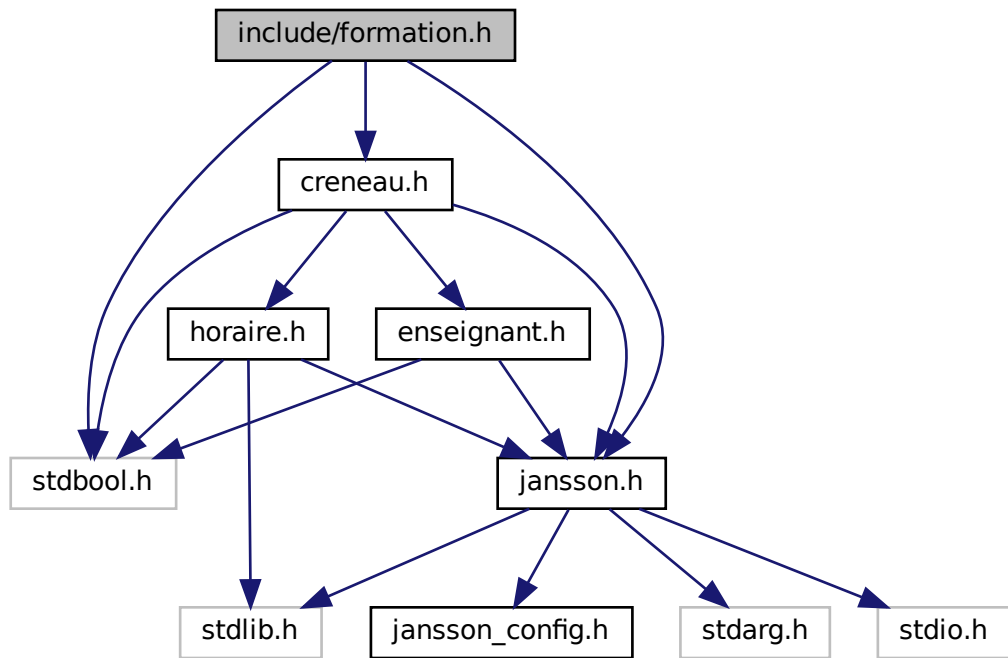 include/formation.h
creneau.h
horaire.h
enseignant.h
stdbool.h
jansson.h
stdlib.h
jansson_config.h
stdarg.h
stdio.h